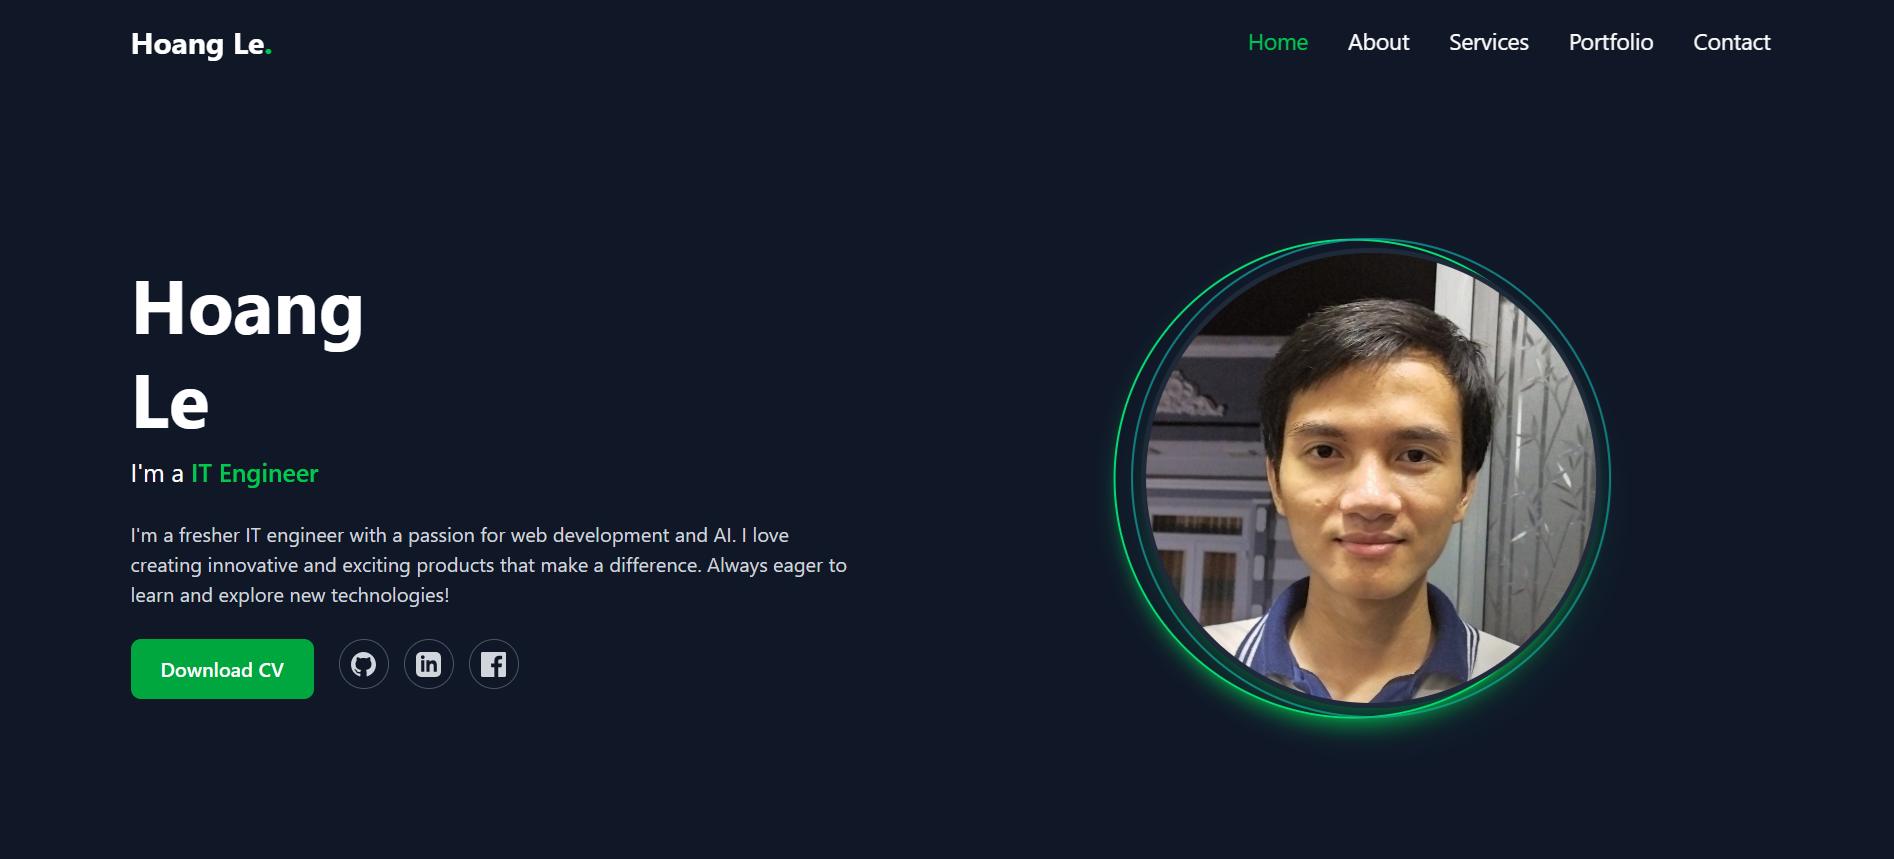 Hoang Le.
Home About Services Portfolio Contact
Hoang
Le
I'm a IT Engineer
I'm a fresher IT engineer with a passion for web development and AI. I love
creating innovative and exciting products that make a difference. Always eager to
learn and explore new technologies!
Download CV